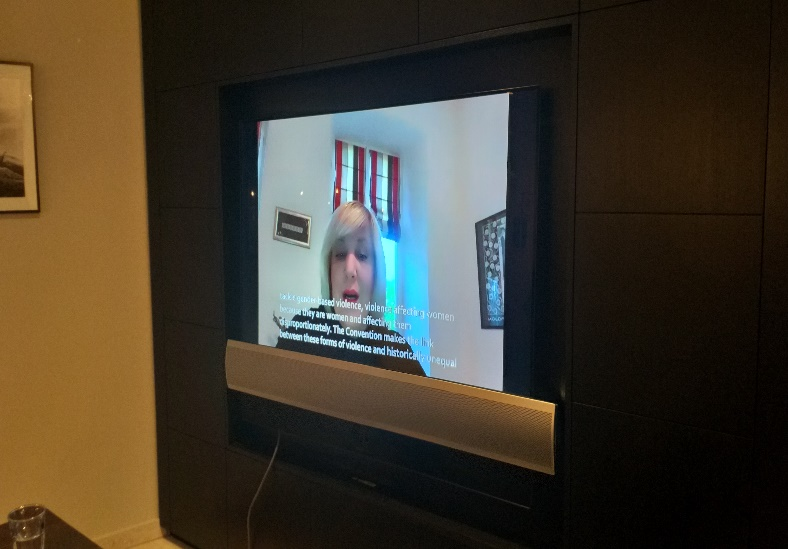 gender based violence, violence affecting women
because they are women and affecting them
disproportionately. The Convention makes the link
between these forms of violence and historically unequal